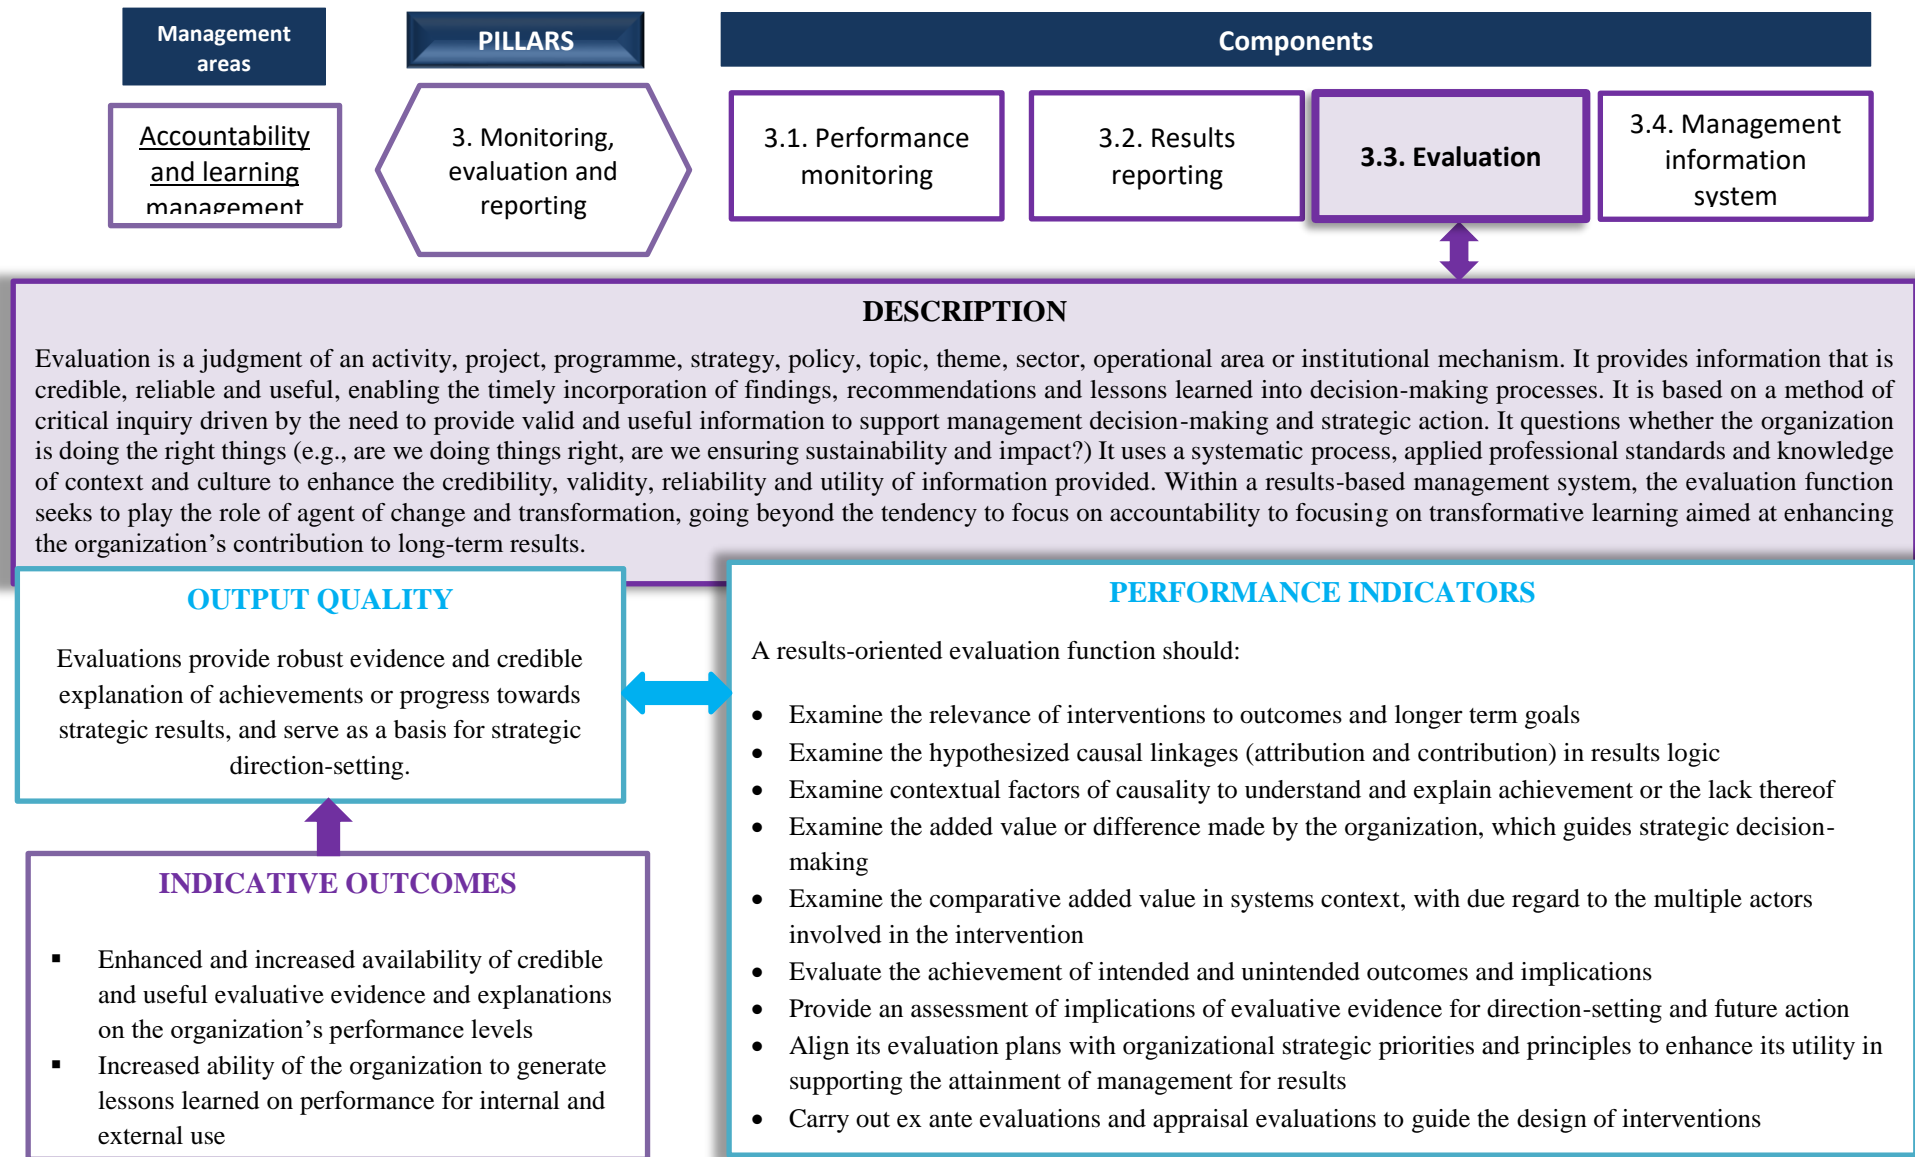 Management
areas
PILLARS
Components
Accountability
and learning
management
3. Monitoring,
evaluation and
reporting
3.1. Performance
monitoring
3.2. Results
reporting
3.3. Evaluation
3.4. Management
information
system
DESCRIPTION
Evaluation is a judgment of an activity, project, programme, strategy, policy, topic, theme, sector, operational area or institutional mechanism. It provides information that is
credible, reliable and useful, enabling the timely incorporation of findings, recommendations and lessons learned into decision-making processes. It is based on a method of
critical inquiry driven by the need to provide valid and useful information to support management decision-making and strategic action. It questions whether the organization
is doing the right things (e.g., are we doing things right, are we ensuring sustainability and impact?) It uses a systematic process, applied professional standards and knowledge
of context and culture to enhance the credibility, validity, reliability and utility of information provided. Within a results-based management system, the evaluation function
seeks to play the role of agent of change and transformation, going beyond the tendency to focus on accountability to focusing on transformative learning aimed at enhancing
the organization’s contribution to long-term results.
OUTPUT QUALITY
Evaluations provide robust evidence and credible
explanation of achievements or progress towards
strategic results, and serve as a basis for strategic
direction-setting.
INDICATIVE OUTCOMES
▪ Enhanced and increased availability of credible
and useful evaluative evidence and explanations
on the organization’s performance levels
▪ Increased ability of the organization to generate
lessons learned on performance for internal and
external use
PERFORMANCE INDICATORS
A results-oriented evaluation function should:
• Examine the relevance of interventions to outcomes and longer term goals
• Examine the hypothesized causal linkages (attribution and contribution) in results logic
• Examine contextual factors of causality to understand and explain achievement or the lack thereof
• Examine the added value or difference made by the organization, which guides strategic decision-
making
• Examine the comparative added value in systems context, with due regard to the multiple actors
involved in the intervention
• Evaluate the achievement of intended and unintended outcomes and implications
• Provide an assessment of implications of evaluative evidence for direction-setting and future action
• Align its evaluation plans with organizational strategic priorities and principles to enhance its utility in
supporting the attainment of management for results
• Carry out ex ante evaluations and appraisal evaluations to guide the design of interventions